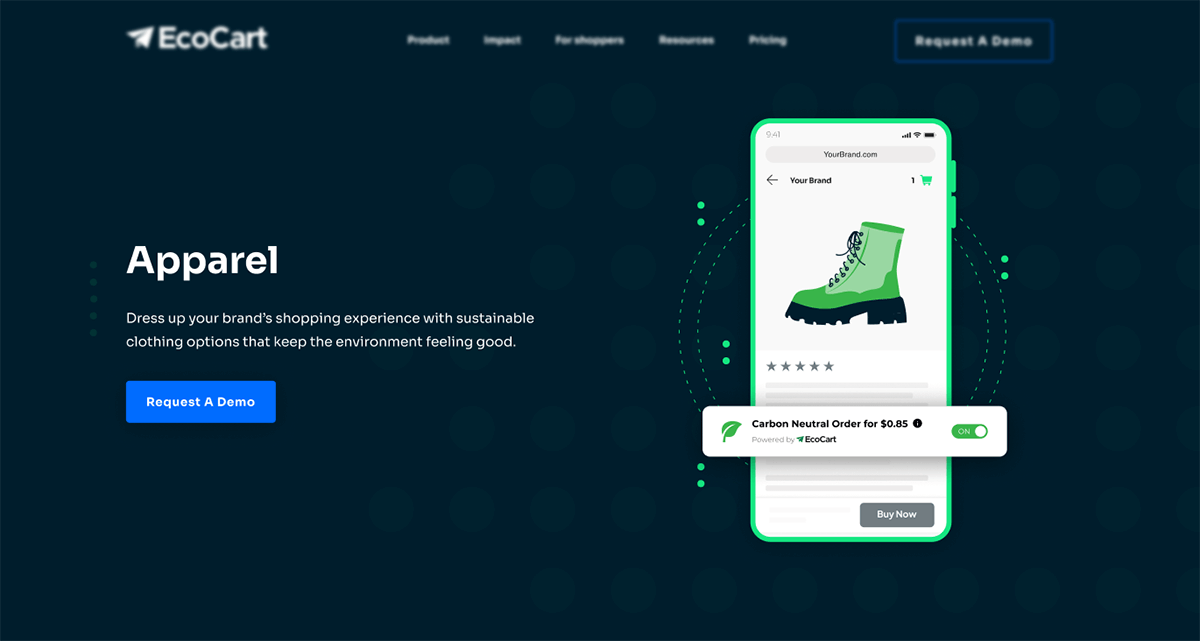 EcoCart
Product Impact For shoppers Resources Pricing
Request A Demo
Apparel
Dress up your brand’s shopping experience with sustainable
clothing options that keep the environment feeling good.
Request A Demo
9:41
YourBrand.com
Your Brand
1
Carbon Neutral Order for $0.85
ON
Powered by EcoCart
Buy Now